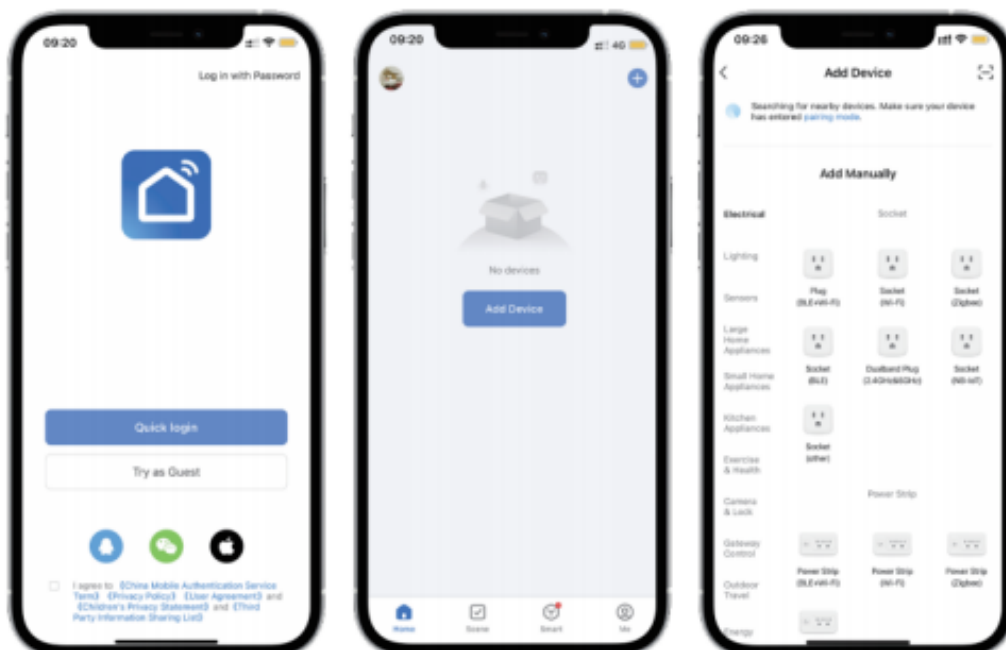 09:20
Log in with Password
Quick login
Try as Guest
I agree to 《China Mobile Authentication Service
Term》 《Privacy Policy》 《User Agreement》 and
《Children's Privacy Statement》 and 《Third
Party Information Sharing List》
09:20
4G
No devices
Add Device
Home
Scene
Smart
Me
09:26
Add Device
Searching for nearby devices. Make sure your device
has entered pairing mode.
Add Manually
Electrical
Socket
Lighting
Plug
(BLE+Wi-Fi)
Socket
(Wi-Fi)
Socket
(Zigbee)
Sensors
Large
Home
Appliances
Socket
(BLE)
Dualband Plug
(2.4GHz&5GHz)
Socket
(NB-IoT)
Small Home
Appliances
Kitchen
Appliances
Socket
(other)
Exercise
& Health
Power Strip
Camera
& Lock
Gateway
Control
Power Strip
(BLE+Wi-Fi)
Power Strip
(Wi-Fi)
Power Strip
(Zigbee)
Outdoor
Travel
Energy